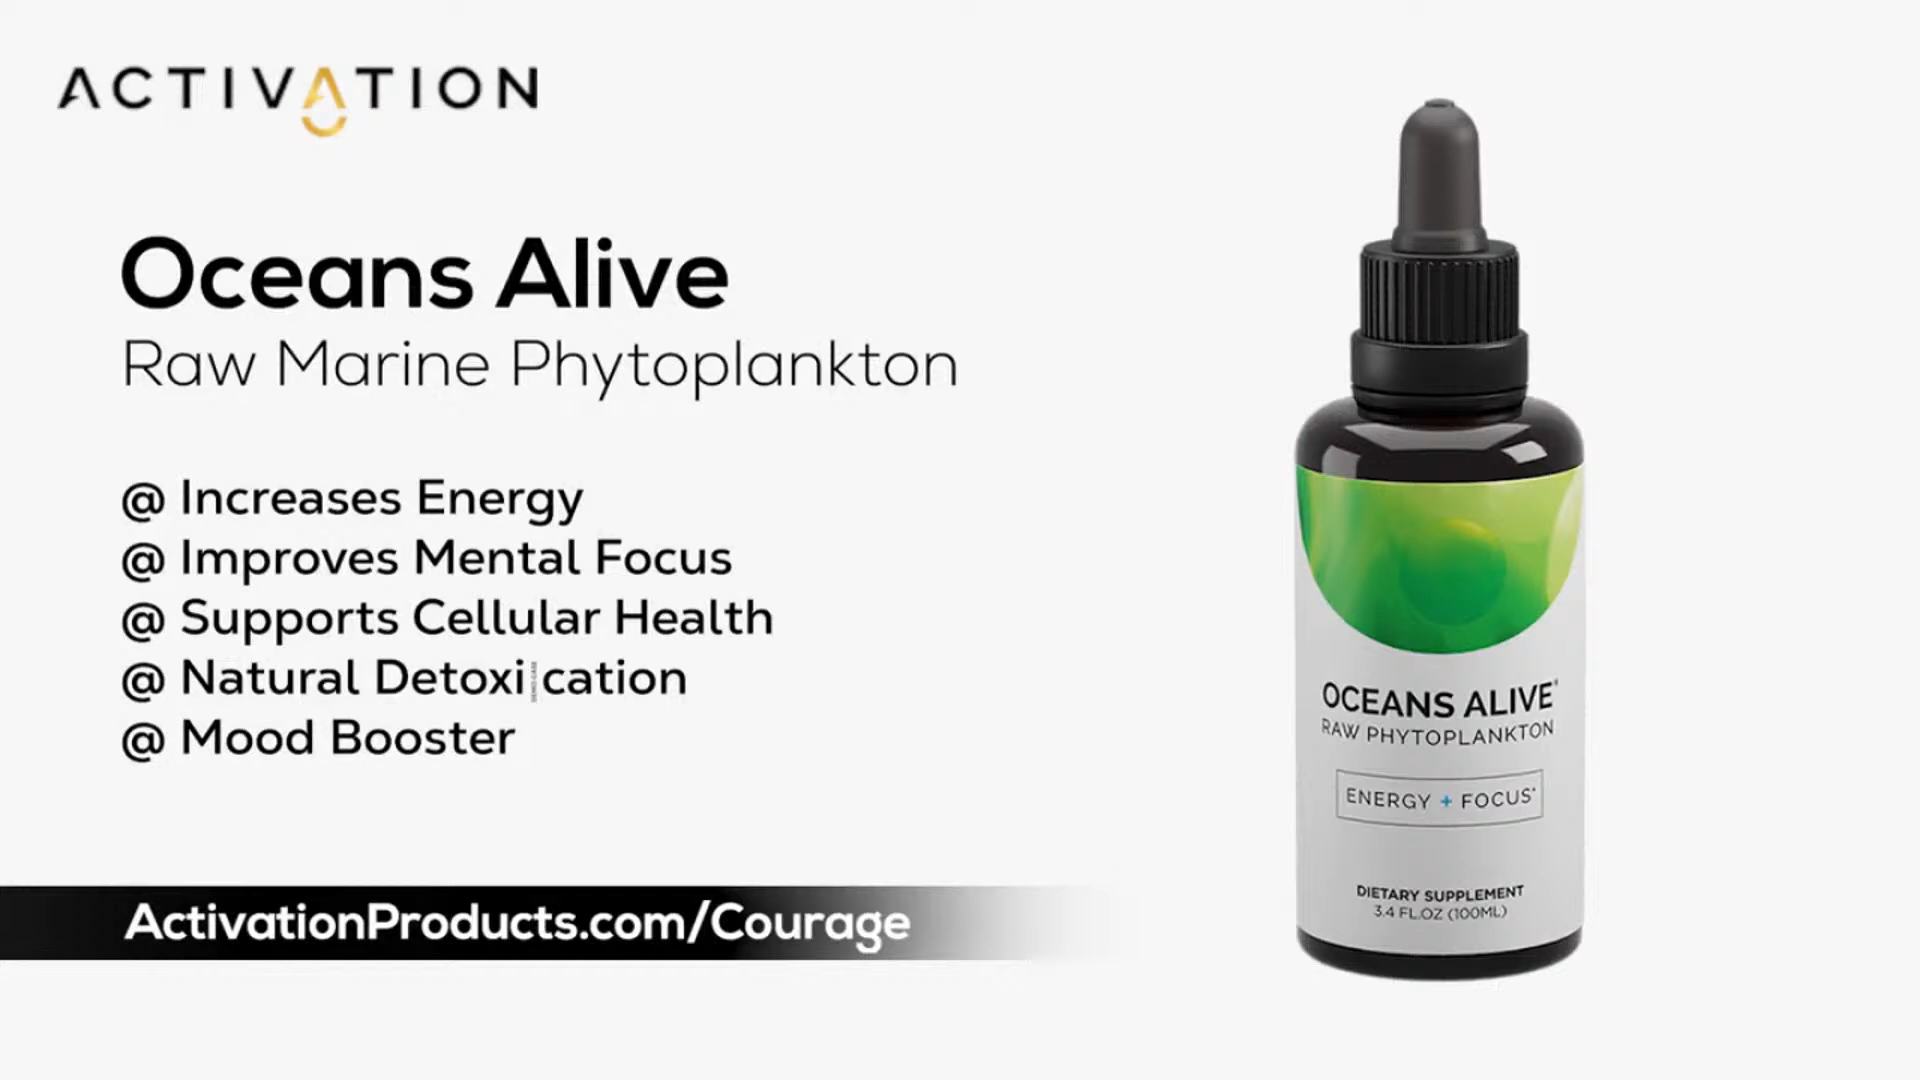 ACTIVATION
Oceans Alive
Raw Marine Phytoplankton
@ Increases Energy
@ Improves Mental Focus
@ Supports Cellular Health
@ Natural Detoxi cation
@ Mood Booster
ActivationProducts.com/Courage
OCEANS ALIVE®
RAW PHYTOPLANKTON
ENERGY + FOCUS*
DIETARY SUPPLEMENT
3.4 FL.OZ (100ML)